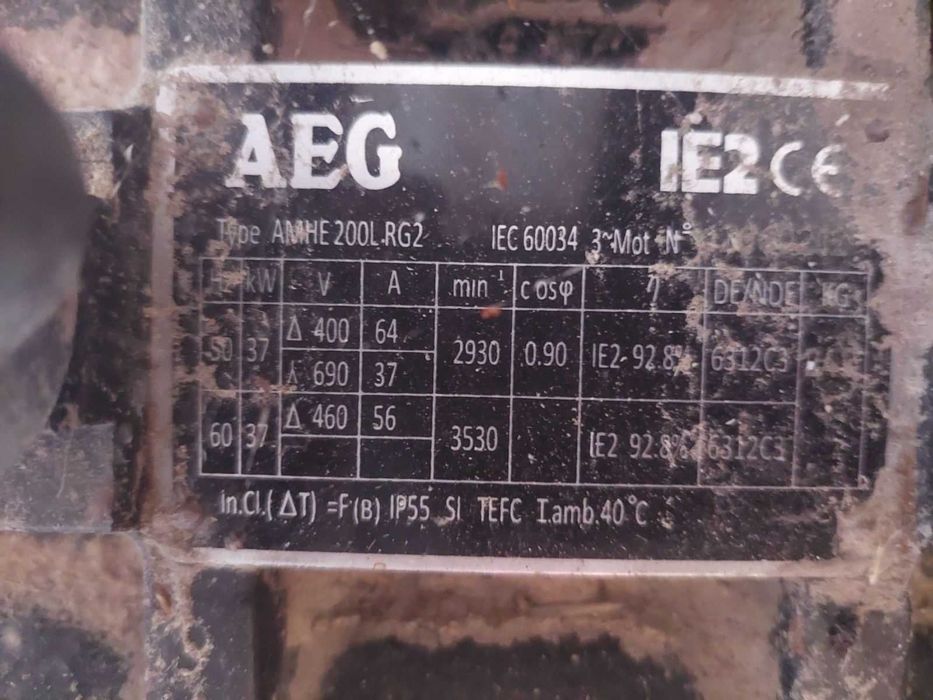 AEG IE2 CE
Type AMHE 200L RG2 IEC 60034 3~Mot N°
Hz kW V A min⁻¹ cosφ η DE/NDE KG
50 37 Δ 400 64 2930 0.90 IE2-92.8% 6312C3
690 37
60 37 Δ 460 56 3530 IE2 92.8% 6312C3
in.Cl.(ΔT) =F(B) IP55 SI TEFC I.amb.40°C